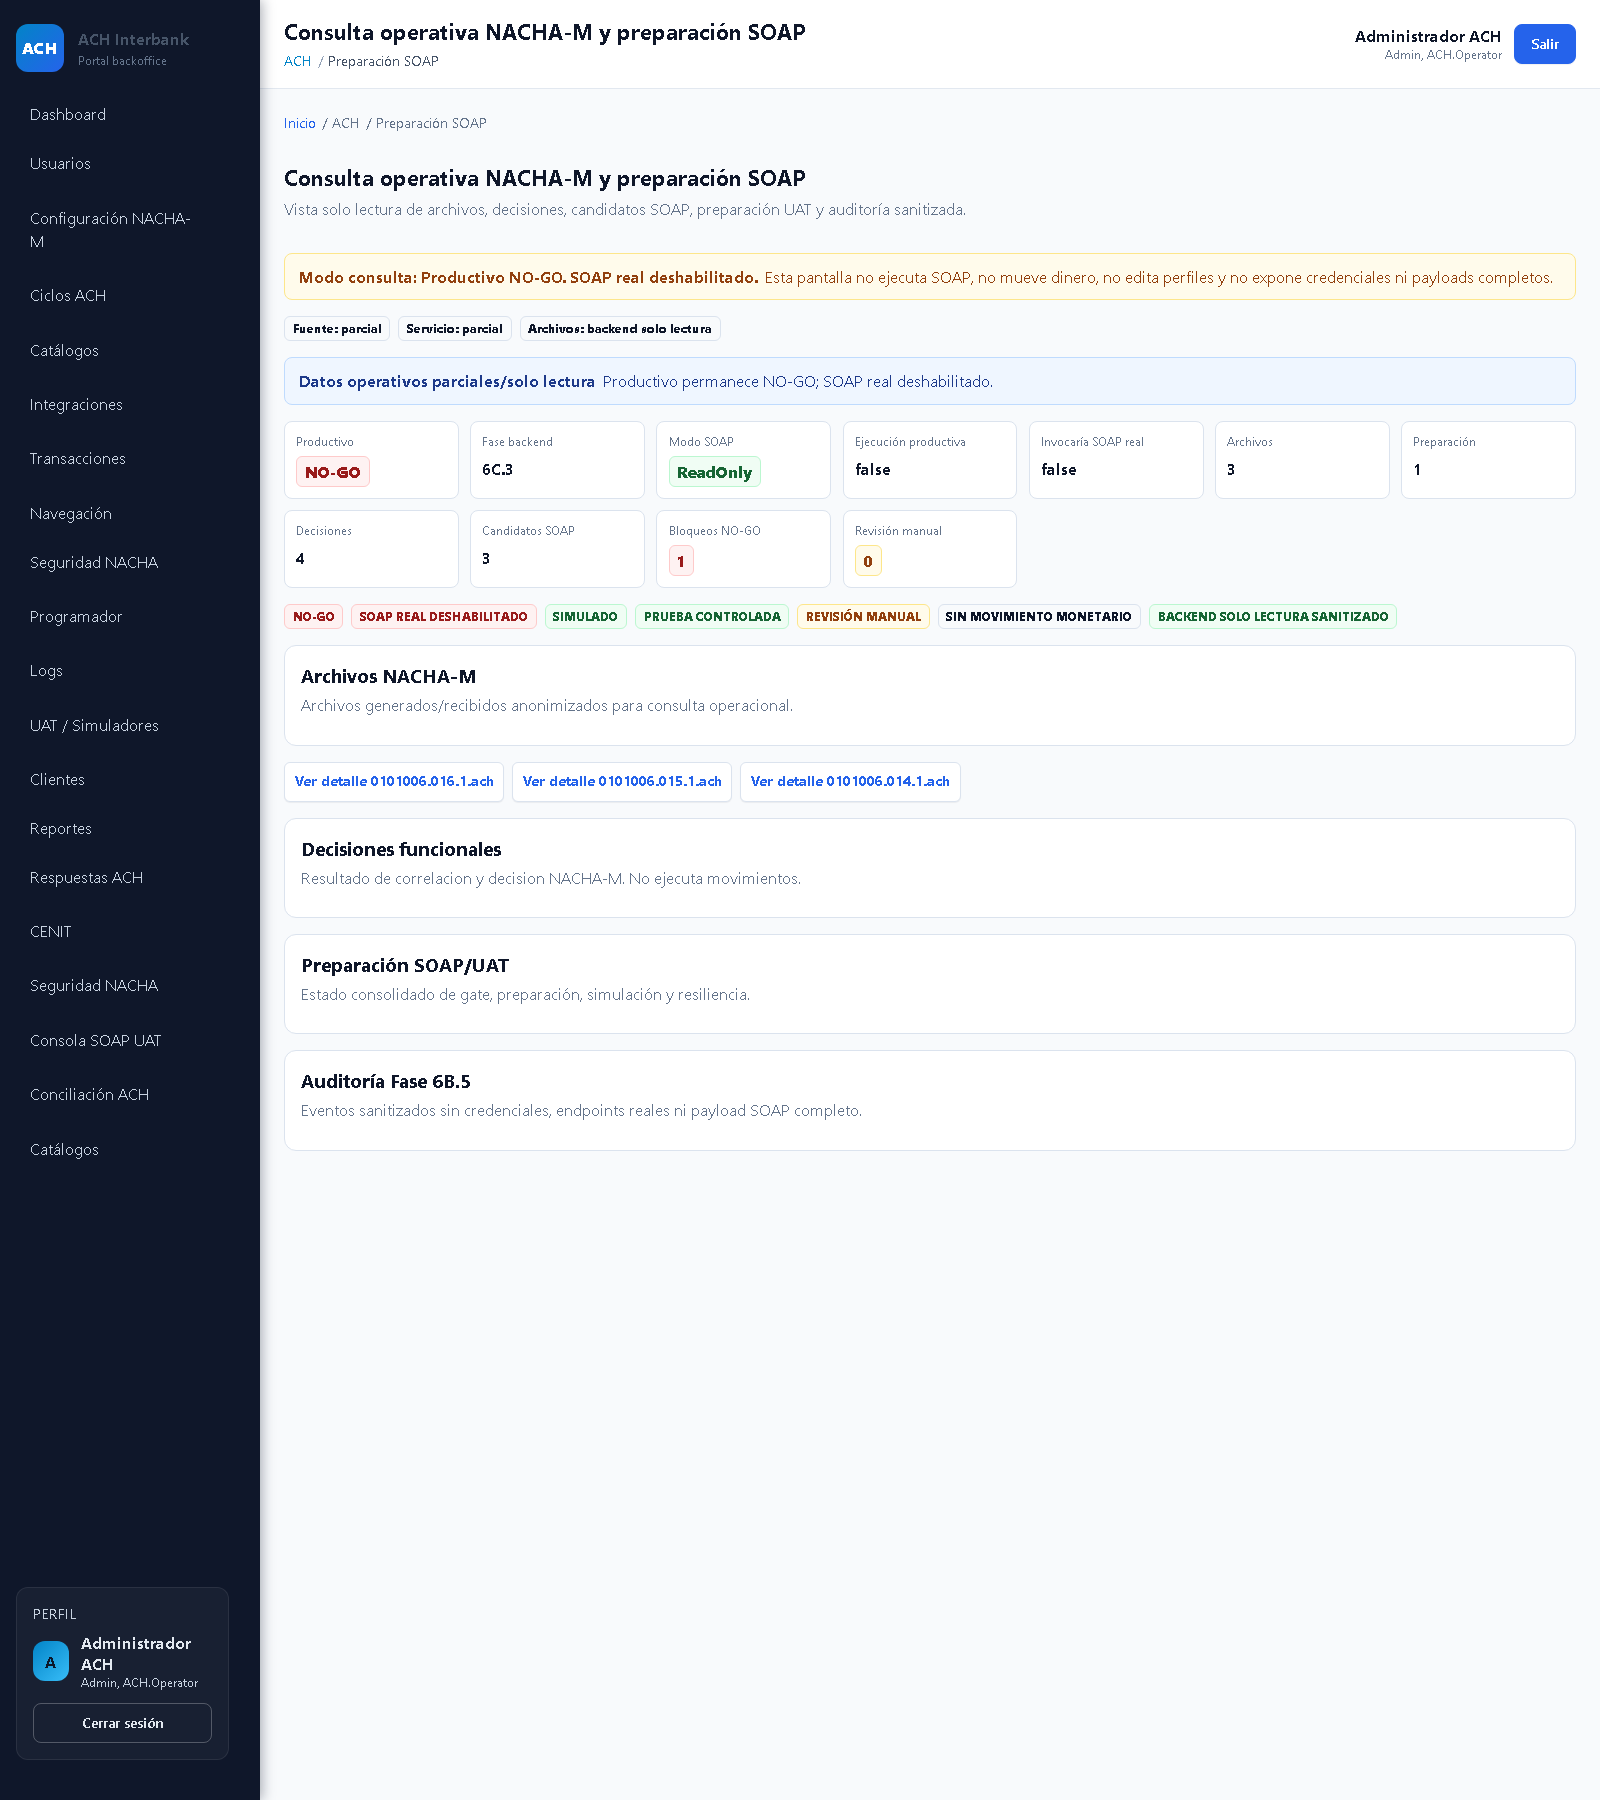 ACH
ACH Interbank
Portal backoffice
Dashboard
Usuarios
Configuración NACHA-
M
Ciclos ACH
Catálogos
Integraciones
Transacciones
Navegación
Seguridad NACHA
Programador
Logs
UAT / Simuladores
Clientes
Reportes
Respuestas ACH
CENIT
Seguridad NACHA
Consola SOAP UAT
Conciliación ACH
Catálogos
PERFIL
A
Administrador
ACH
Admin, ACH.Operator
Cerrar sesión
Consulta operativa NACHA-M y preparación SOAP
ACH / Preparación SOAP
Administrador ACH
Admin, ACH.Operator
Salir
Inicio / ACH / Preparación SOAP
Consulta operativa NACHA-M y preparación SOAP
Vista solo lectura de archivos, decisiones, candidatos SOAP, preparación UAT y auditoría sanitizada.
Modo consulta: Productivo NO-GO. SOAP real deshabilitado. Esta pantalla no ejecuta SOAP, no mueve dinero, no edita perfiles y no expone credenciales ni payloads completos.
Fuente: parcial Servicio: parcial Archivos: backend solo lectura
Datos operativos parciales/solo lectura Productivo permanece NO-GO; SOAP real deshabilitado.
Productivo
NO-GO
Fase backend
6C.3
Modo SOAP
ReadOnly
Ejecución productiva
false
Invocaría SOAP real
false
Archivos
3
Preparación
1
Decisiones
4
Candidatos SOAP
3
Bloqueos NO-GO
1
Revisión manual
0
NO-GO SOAP REAL DESHABILITADO SIMULADO PRUEBA CONTROLADA REVISIÓN MANUAL SIN MOVIMIENTO MONETARIO BACKEND SOLO LECTURA SANITIZADO
Archivos NACHA-M
Archivos generados/recibidos anonimizados para consulta operacional.
Ver detalle 0101006.016.1.ach Ver detalle 0101006.015.1.ach Ver detalle 0101006.014.1.ach
Decisiones funcionales
Resultado de correlacion y decision NACHA-M. No ejecuta movimientos.
Preparación SOAP/UAT
Estado consolidado de gate, preparación, simulación y resiliencia.
Auditoría Fase 6B.5
Eventos sanitizados sin credenciales, endpoints reales ni payload SOAP completo.